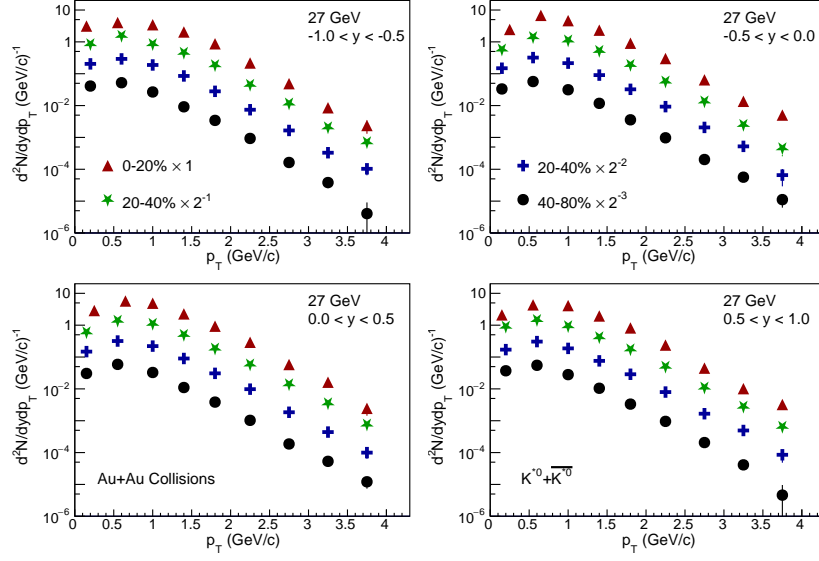 10
1
10⁻²
10⁻⁴
10⁻⁶
d²N/dydp_T (GeV/c)⁻¹
27 GeV
-1.0 < y < -0.5
0-20% × 1
20-40% × 2⁻¹
0 0.5 1 1.5 2 2.5 3 3.5 4
p_T (GeV/c)
10
1
10⁻²
10⁻⁴
10⁻⁶
d²N/dydp_T (GeV/c)⁻¹
27 GeV
-0.5 < y < 0.0
20-40% × 2⁻²
40-80% × 2⁻³
0 0.5 1 1.5 2 2.5 3 3.5 4
p_T (GeV/c)
10
1
10⁻²
10⁻⁴
10⁻⁶
d²N/dydp_T (GeV/c)⁻¹
27 GeV
0.0 < y < 0.5
Au+Au Collisions
0 0.5 1 1.5 2 2.5 3 3.5 4
p_T (GeV/c)
10
1
10⁻²
10⁻⁴
10⁻⁶
d²N/dydp_T (GeV/c)⁻¹
27 GeV
0.5 < y < 1.0
K*⁰+K̅*⁰
0 0.5 1 1.5 2 2.5 3 3.5 4
p_T (GeV/c)